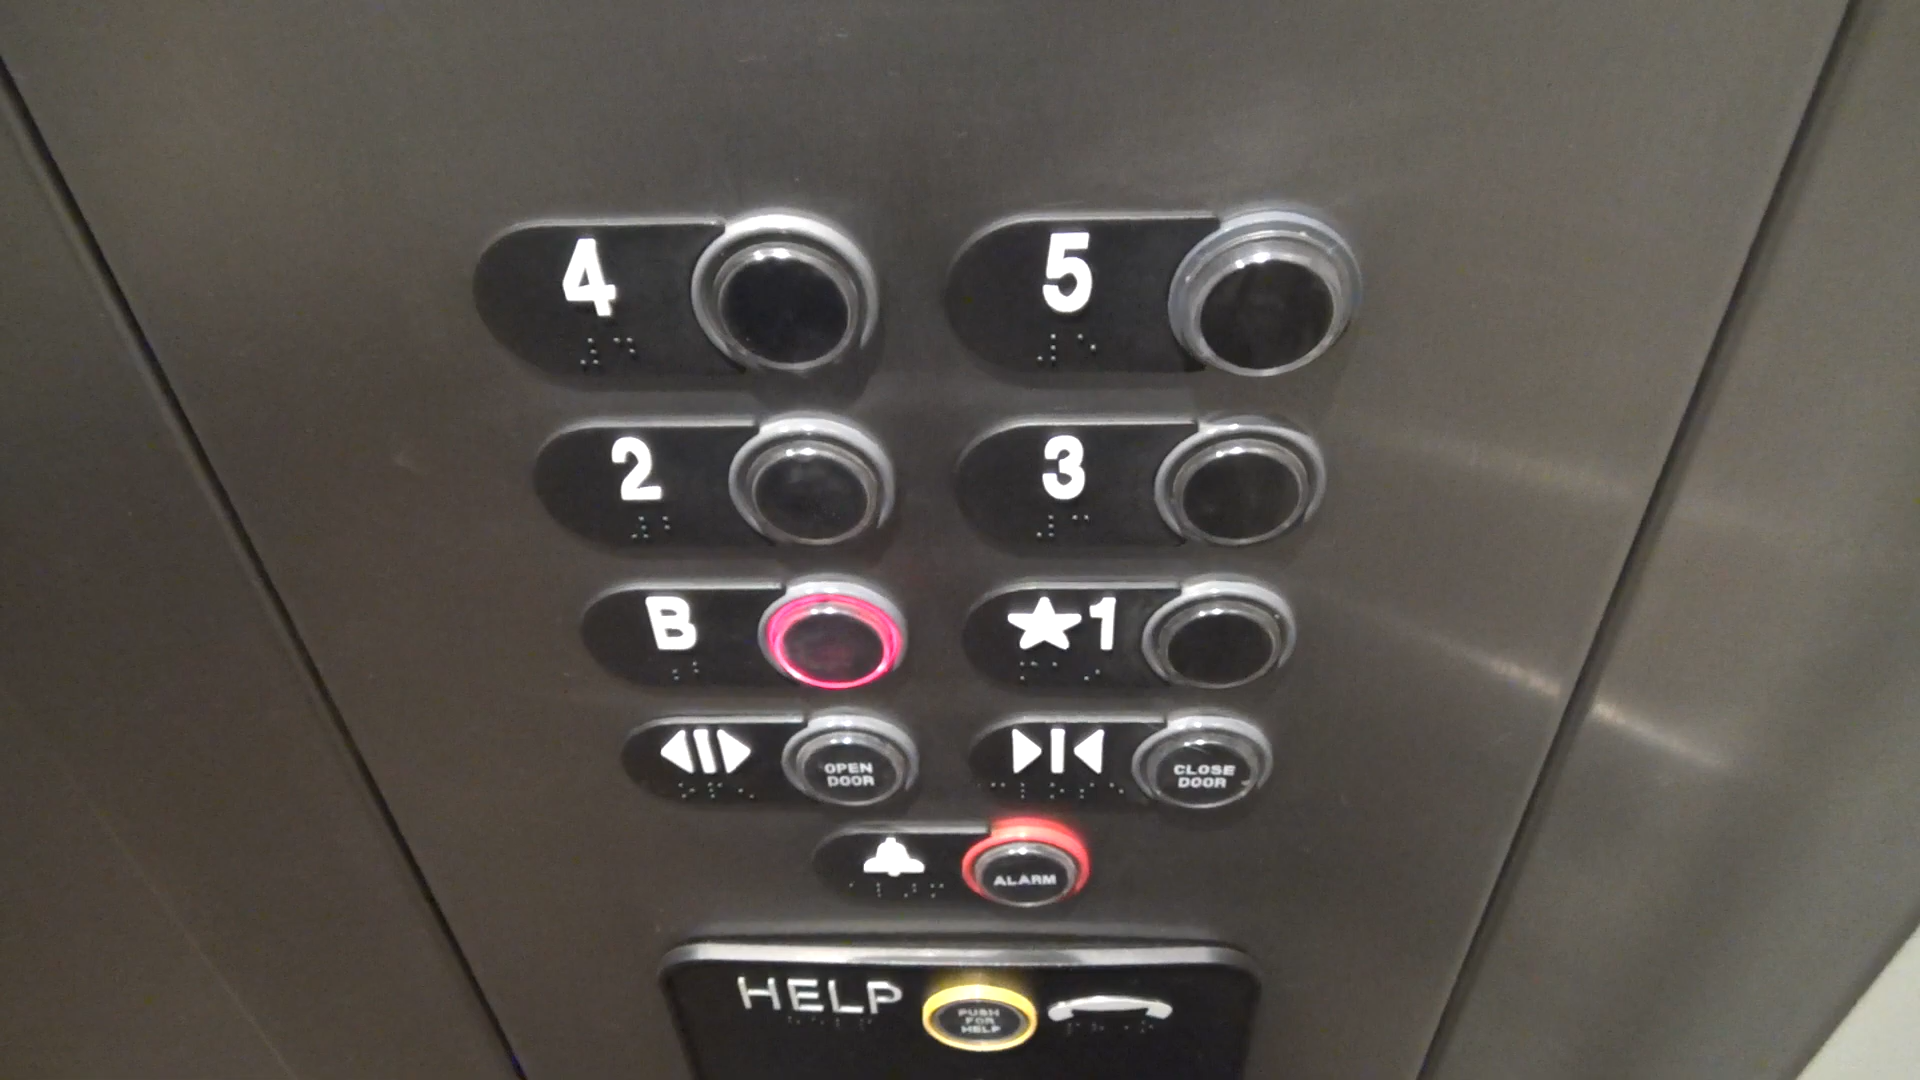 4 5
2 3
B ★1
OPEN
DOOR
CLOSE
DOOR
ALARM
HELP
PUSH
FOR
HELP